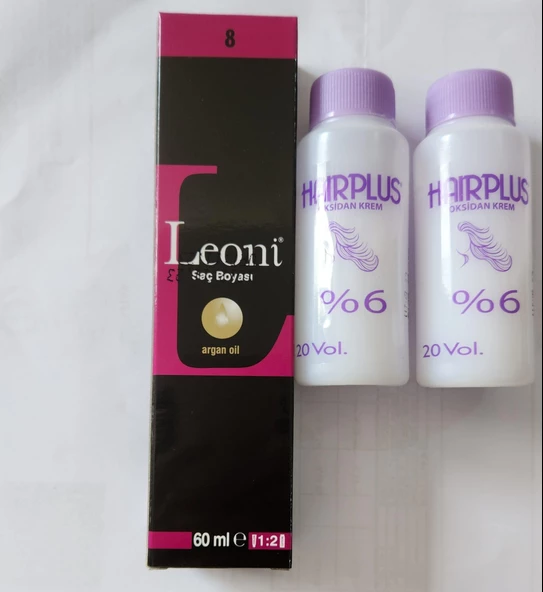 8
Leoni®
Saç Boyası
argan oil
60 ml e 1:2
HAIRPLUS
OKSİDAN KREM
%6
20 Vol.
HAIRPLUS
OKSİDAN KREM
%6
20 Vol.